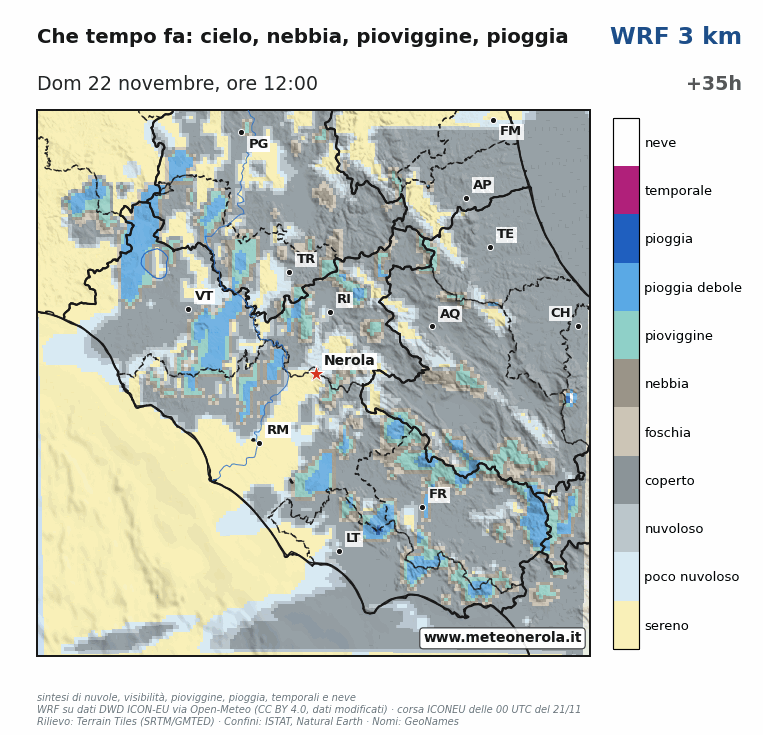 Che tempo fa: cielo, nebbia, pioviggine, pioggia
WRF 3 km
Dom 22 novembre, ore 12:00
+35h
FM
PG
AP
TE
TR
VT
RI
AQ
CH
Nerola
RM
FR
LT
www.meteonerola.it
neve
temporale
pioggia
pioggia debole
pioviggine
nebbia
foschia
coperto
nuvoloso
poco nuvoloso
sereno
sintesi di nuvole, visibilità, pioviggine, pioggia, temporali e neve
WRF su dati DWD ICON-EU via Open-Meteo (CC BY 4.0, dati modificati) · corsa ICONEU delle 00 UTC del 21/11
Rilievo: Terrain Tiles (SRTM/GMTED) · Confini: ISTAT, Natural Earth · Nomi: GeoNames